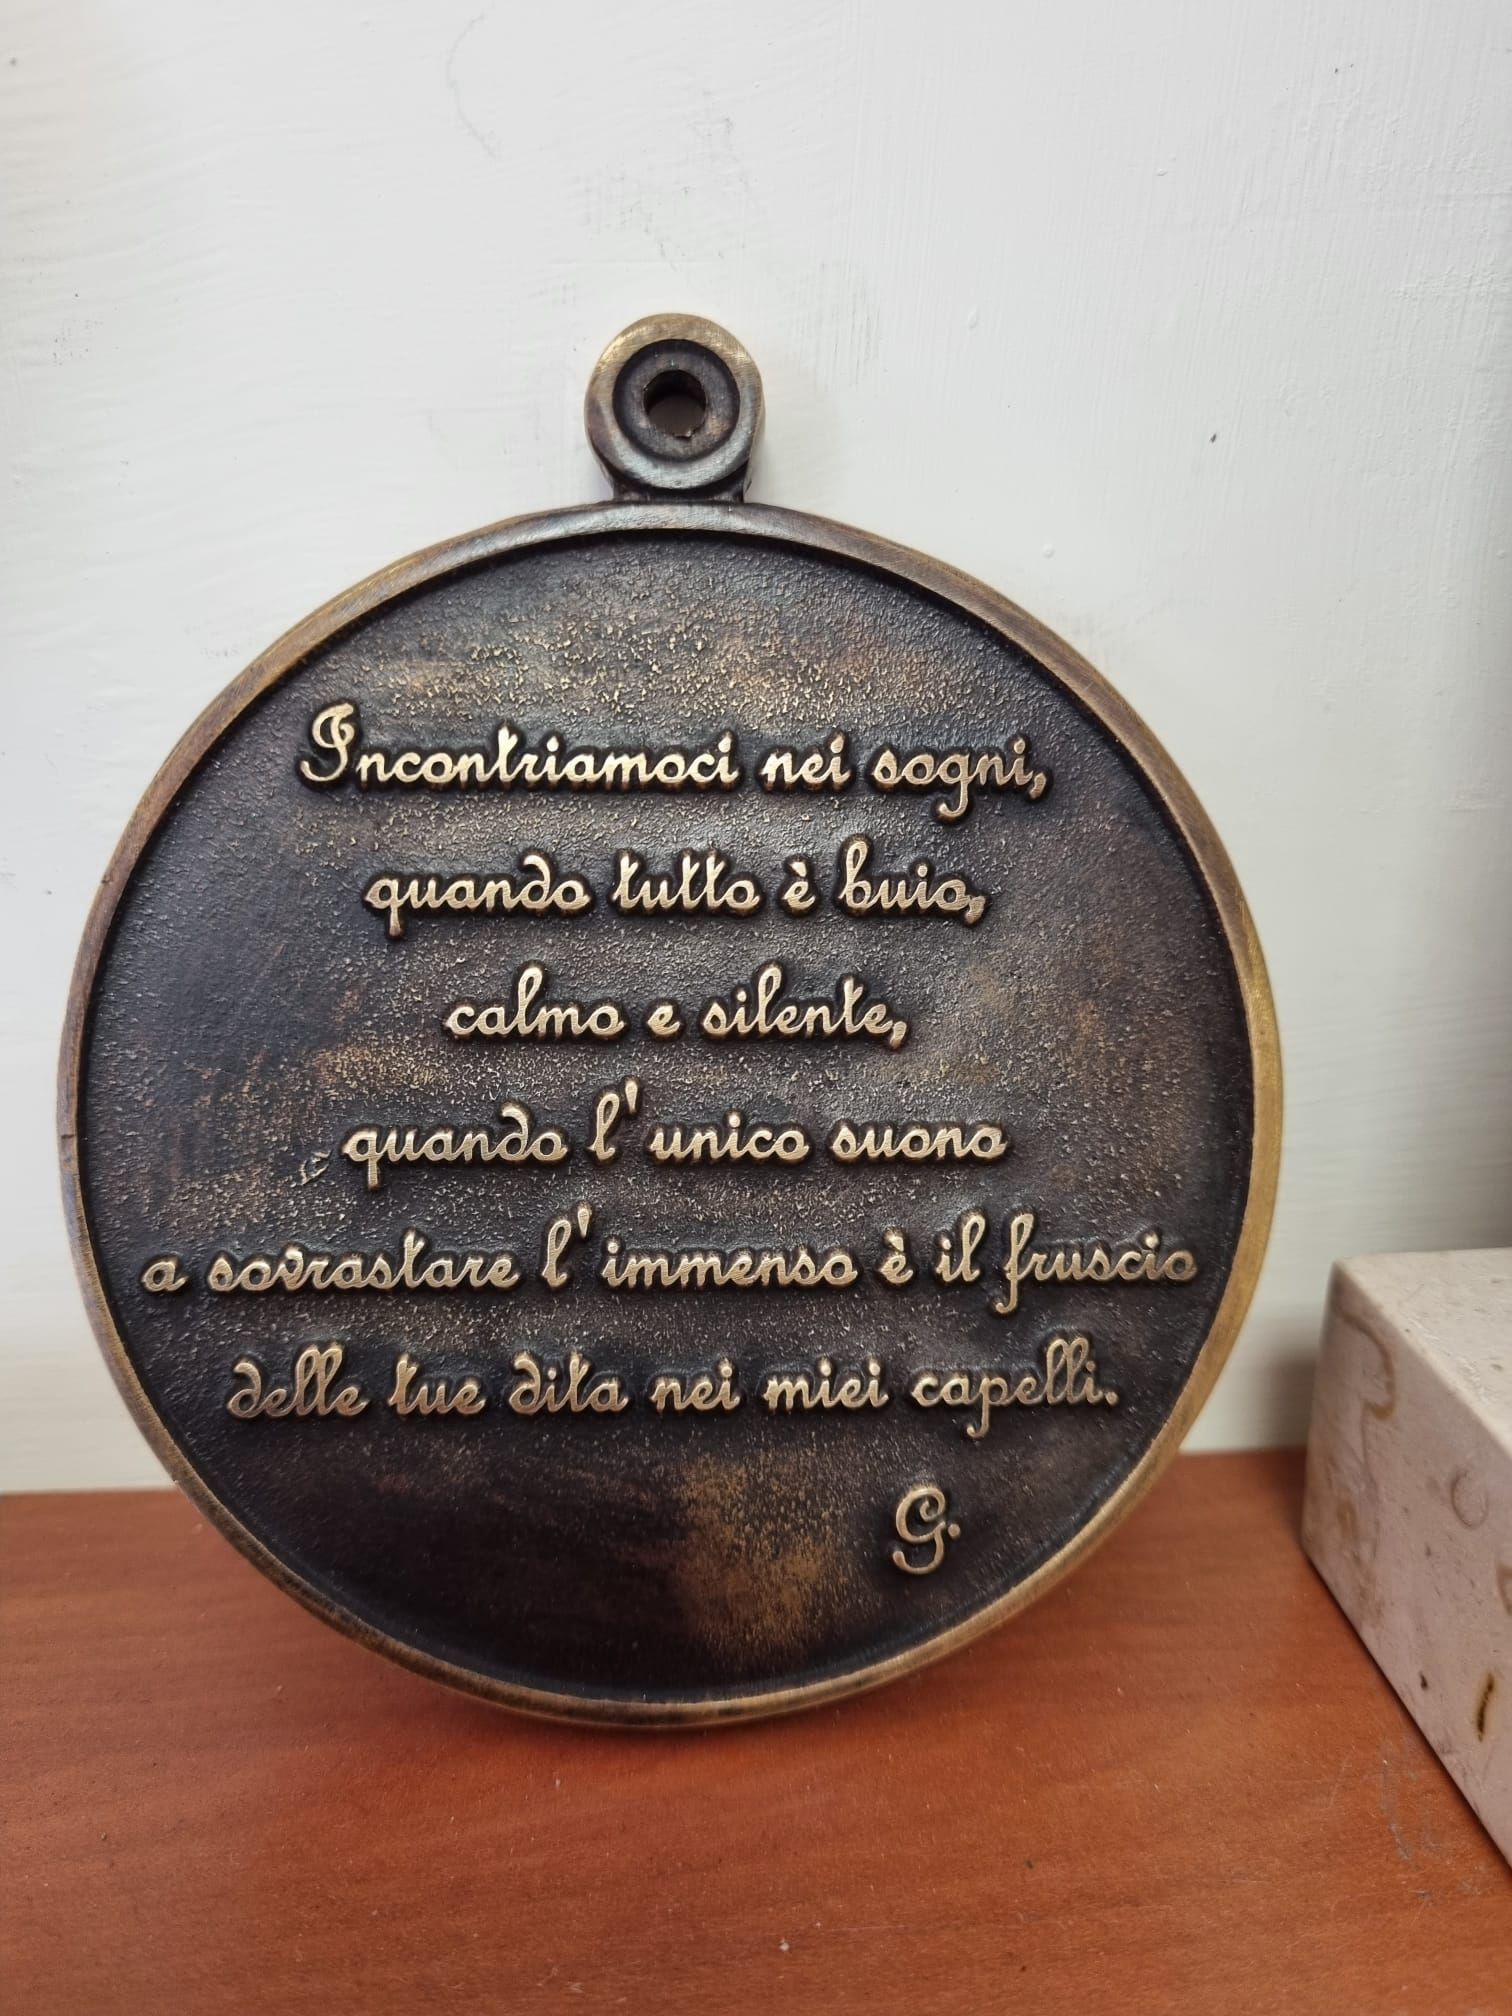 Incontriamoci nei sogni,
quando tutto è buio,
calmo e silente,
quando l'unico suono
a sovrastare l'immenso è il fruscio
delle tue dita nei miei capelli.
G.